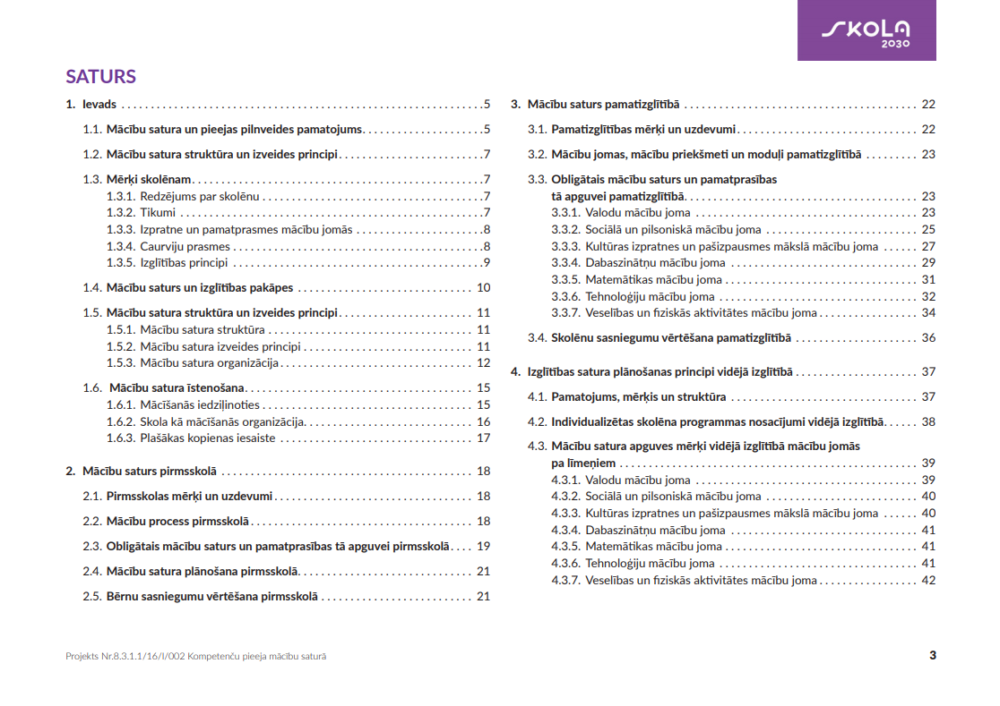 SKOLA
2030
SATURS
1. Ievads . . . . . . . . . . . . . . . . . . . . . . . . . . . . . . . . . . . . . . . . 5
1.1. Mācību satura un pieejas pilnveides pamatojums. . . . . . . . . . . . . . . . . . . . .5
1.2. Mācību satura struktūra un izveides principi. . . . . . . . . . . . . . . . . . . . . . . . .7
1.3. Mērķi skolēnam. . . . . . . . . . . . . . . . . . . . . . . . . . . . . . . . . . . . . . . .7
1.3.1. Redzējums par skolēnu . . . . . . . . . . . . . . . . . . . . . . . . . . . . . . . . . . . .7
1.3.2. Tikumi . . . . . . . . . . . . . . . . . . . . . . . . . . . . . . . . . . . . . . . .7
1.3.3. Izpratne un pamatprasmes mācību jomās . . . . . . . . . . . . . . . . . . . . . .8
1.3.4. Caurviju prasmes . . . . . . . . . . . . . . . . . . . . . . . . . . . . . . . . . . . . . . . .8
1.3.5. Izglītības principi . . . . . . . . . . . . . . . . . . . . . . . . . . . . . . . . . . . . . . . .9
1.4. Mācību saturs un izglītības pakāpes . . . . . . . . . . . . . . . . . . . . . . . . . . . . . . 10
1.5. Mācību satura struktūra un izveides principi. . . . . . . . . . . . . . . . . . . . . . . 11
1.5.1. Mācību satura struktūra . . . . . . . . . . . . . . . . . . . . . . . . . . . . . . . . . . . 11
1.5.2. Mācību satura izveides principi . . . . . . . . . . . . . . . . . . . . . . . . . . . . . 11
1.5.3. Mācību satura organizācija . . . . . . . . . . . . . . . . . . . . . . . . . . . . . . . . . 12
1.6. Mācību satura īstenošana. . . . . . . . . . . . . . . . . . . . . . . . . . . . . . . . . . . . . . . 15
1.6.1. Mācīšanās iedziļinoties . . . . . . . . . . . . . . . . . . . . . . . . . . . . . . . . . . . . 15
1.6.2. Skola kā mācīšanās organizācija. . . . . . . . . . . . . . . . . . . . . . . . . . . . . 16
1.6.3. Plašākas kopienas iesaiste . . . . . . . . . . . . . . . . . . . . . . . . . . . . . . . . . 17
2. Mācību saturs pirmsskolā . . . . . . . . . . . . . . . . . . . . . . . . . . . . . . . . . . . . . . . . 18
2.1. Pirmsskolas mērķi un uzdevumi . . . . . . . . . . . . . . . . . . . . . . . . . . . . . . . . . . 18
2.2. Mācību process pirmsskolā . . . . . . . . . . . . . . . . . . . . . . . . . . . . . . . . . . . . . . 18
2.3. Obligātais mācību saturs un pamatprasības tā apguvei pirmsskolā. . . . 19
2.4. Mācību satura plānošana pirmsskolā. . . . . . . . . . . . . . . . . . . . . . . . . . . . . . 21
2.5. Bērnu sasniegumu vērtēšana pirmsskolā . . . . . . . . . . . . . . . . . . . . . . . . . . 21
3. Mācību saturs pamatizglītībā . . . . . . . . . . . . . . . . . . . . . . . . . . . . . . . . . . . . . . . . 22
3.1. Pamatizglītības mērķi un uzdevumi . . . . . . . . . . . . . . . . . . . . . . . . . . . . . . . 22
3.2. Mācību jomas, mācību priekšmeti un moduļi pamatizglītībā . . . . . . . . . 23
3.3. Obligātais mācību saturs un pamatprasības
tā apguvei pamatizglītībā. . . . . . . . . . . . . . . . . . . . . . . . . . . . . . . . . . . . . . . 23
3.3.1. Valodu mācību joma . . . . . . . . . . . . . . . . . . . . . . . . . . . . . . . . . . . . . . 23
3.3.2. Sociālā un pilsoniskā mācību joma . . . . . . . . . . . . . . . . . . . . . . . . . . 25
3.3.3. Kultūras izpratnes un pašizpausmes mākslā mācību joma . . . . . . 27
3.3.4. Dabaszinātņu mācību joma . . . . . . . . . . . . . . . . . . . . . . . . . . . . . . . . 29
3.3.5. Matemātikas mācību joma . . . . . . . . . . . . . . . . . . . . . . . . . . . . . . . . . 31
3.3.6. Tehnoloģiju mācību joma . . . . . . . . . . . . . . . . . . . . . . . . . . . . . . . . . . 32
3.3.7. Veselības un fiziskās aktivitātes mācību joma . . . . . . . . . . . . . . . . . 34
3.4. Skolēnu sasniegumu vērtēšana pamatizglītībā . . . . . . . . . . . . . . . . . . . . . 36
4. Izglītības satura plānošanas principi vidējā izglītībā . . . . . . . . . . . . . . . . . . . . . 37
4.1. Pamatojums, mērķis un struktūra . . . . . . . . . . . . . . . . . . . . . . . . . . . . . . . . 37
4.2. Individualizētas skolēna programmas nosacījumi vidējā izglītībā. . . . . . 38
4.3. Mācību satura apguves mērķi vidējā izglītībā mācību jomās
pa līmeņiem . . . . . . . . . . . . . . . . . . . . . . . . . . . . . . . . . . . . . . . . 39
4.3.1. Valodu mācību joma . . . . . . . . . . . . . . . . . . . . . . . . . . . . . . . . . . . . . . 39
4.3.2. Sociālā un pilsoniskā mācību joma . . . . . . . . . . . . . . . . . . . . . . . . . . 40
4.3.3. Kultūras izpratnes un pašizpausmes mākslā mācību joma . . . . . . 40
4.3.4. Dabaszinātņu mācību joma . . . . . . . . . . . . . . . . . . . . . . . . . . . . . . . . 41
4.3.5. Matemātikas mācību joma . . . . . . . . . . . . . . . . . . . . . . . . . . . . . . . . . 41
4.3.6. Tehnoloģiju mācību joma . . . . . . . . . . . . . . . . . . . . . . . . . . . . . . . . . . 41
4.3.7. Veselības un fiziskās aktivitātes mācību joma . . . . . . . . . . . . . . . . . 42
Projekts Nr.8.3.1.1/16/I/002 Kompetenču pieeja mācību saturā
3